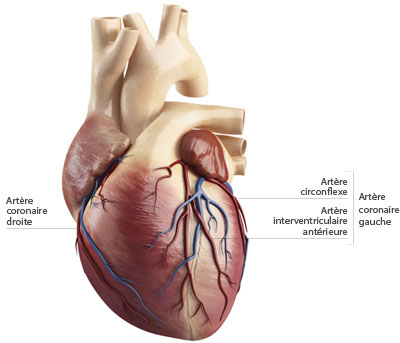 Artère
coronaire
droite
Artère
circonflexe
Artère
interventriculaire
antérieure
Artère
coronaire
gauche